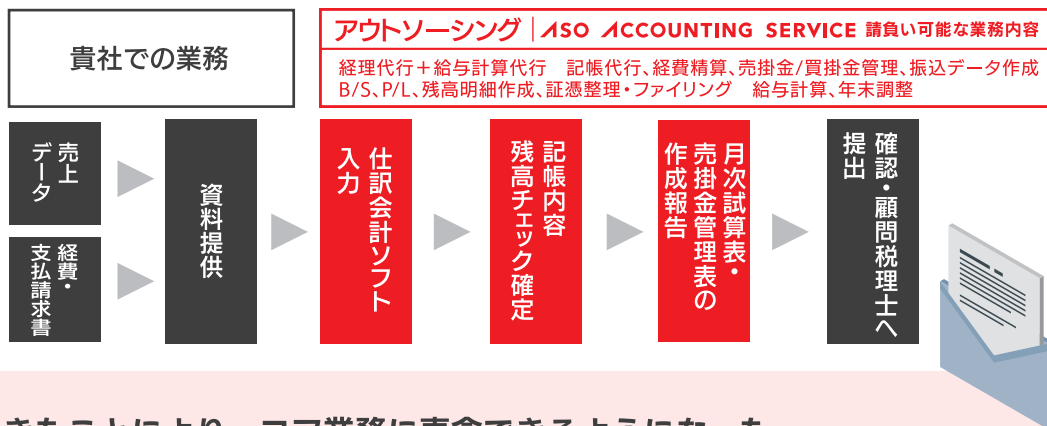 貴社での業務
アウトソーシング | ASO ACCOUNTING SERVICE 請負い可能な業務内容
経理代行+給与計算代行　記帳代行、経費精算、売掛金/買掛金管理、振込データ作成
B/S、P/L、残高明細作成、証憑整理・ファイリング　給与計算、年末調整
売上
データ
経費・
支払請求書
資料提供
仕訳会計ソフト
入力
記帳内容
残高チェック確定
月次試算表・
売掛金管理表の
作成報告
確認・顧問税理士へ
提出